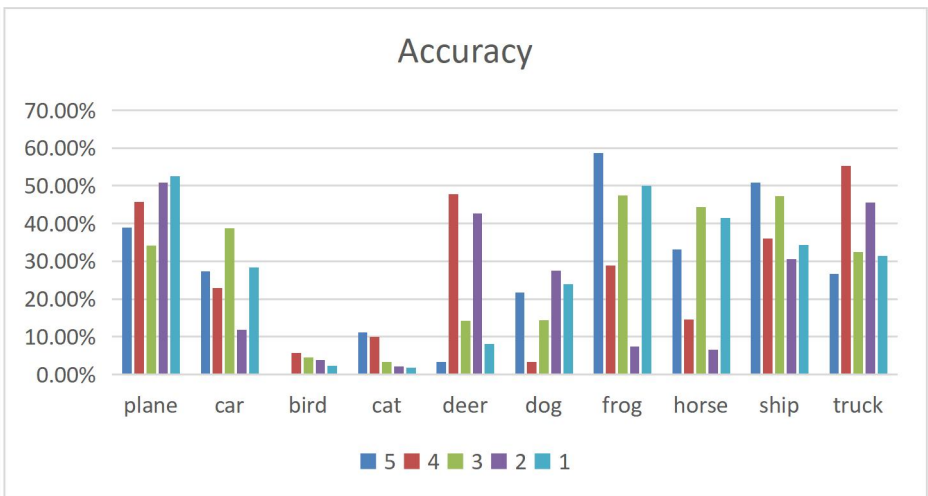 Accuracy
70.00%
60.00%
50.00%
40.00%
30.00%
20.00%
10.00%
0.00%
plane car bird cat deer dog frog horse ship truck
5 4 3 2 1